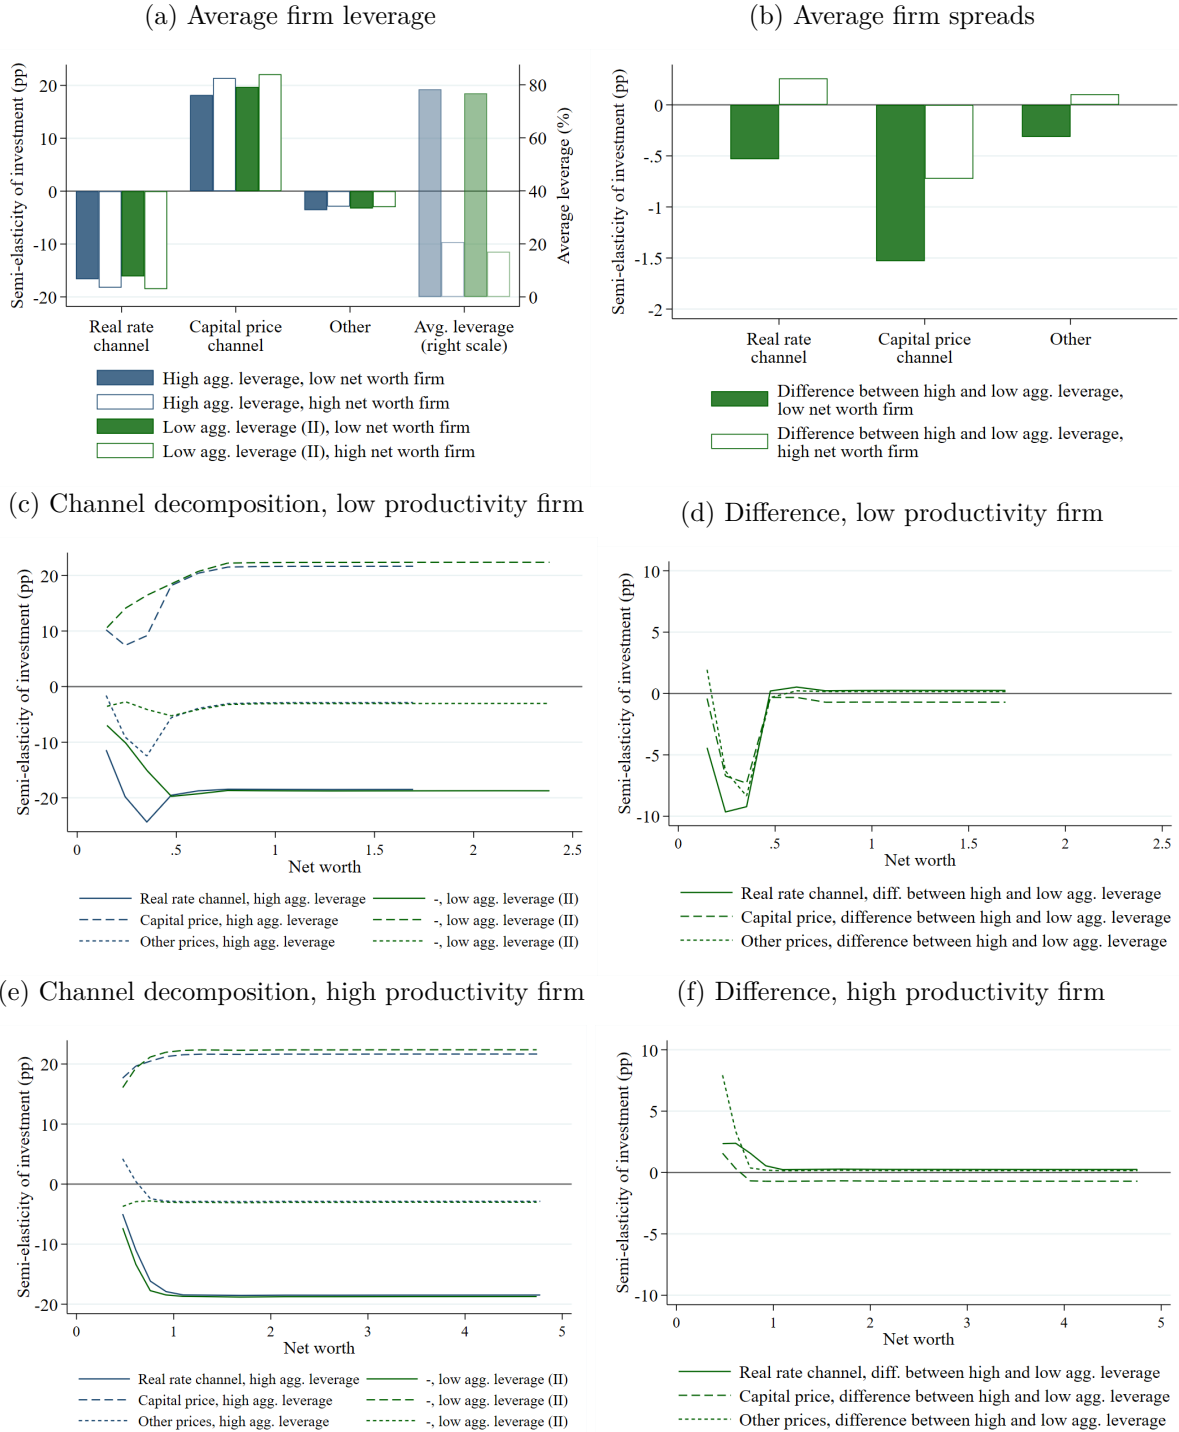 (a) Average firm leverage
Semi-elasticity of investment (pp)
20
10
0
-10
-20
80
60
40
20
0
Average leverage (%)
Real rate
channel
Capital price
channel
Other
Avg. leverage
(right scale)
High agg. leverage, low net worth firm
High agg. leverage, high net worth firm
Low agg. leverage (II), low net worth firm
Low agg. leverage (II), high net worth firm
(b) Average firm spreads
Semi-elasticity of investment (pp)
0
-.5
-1
-1.5
-2
Real rate
channel
Capital price
channel
Other
Difference between high and low agg. leverage,
low net worth firm
Difference between high and low agg. leverage,
high net worth firm
(c) Channel decomposition, low productivity firm
Semi-elasticity of investment (pp)
20
10
0
-10
-20
0 .5 1 1.5 2 2.5
Net worth
Real rate channel, high agg. leverage -, low agg. leverage (II)
Capital price, high agg. leverage -, low agg. leverage (II)
Other prices, high agg. leverage -, low agg. leverage (II)
(d) Difference, low productivity firm
Semi-elasticity of investment (pp)
10
5
0
-5
-10
0 .5 1 1.5 2 2.5
Net worth
Real rate channel, diff. between high and low agg. leverage
Capital price, difference between high and low agg. leverage
Other prices, difference between high and low agg. leverage
(e) Channel decomposition, high productivity firm
Semi-elasticity of investment (pp)
20
10
0
-10
-20
0 1 2 3 4 5
Net worth
Real rate channel, high agg. leverage -, low agg. leverage (II)
Capital price, high agg. leverage -, low agg. leverage (II)
Other prices, high agg. leverage -, low agg. leverage (II)
(f) Difference, high productivity firm
Semi-elasticity of investment (pp)
10
5
0
-5
-10
0 1 2 3 4 5
Net worth
Real rate channel, diff. between high and low agg. leverage
Capital price, difference between high and low agg. leverage
Other prices, difference between high and low agg. leverage